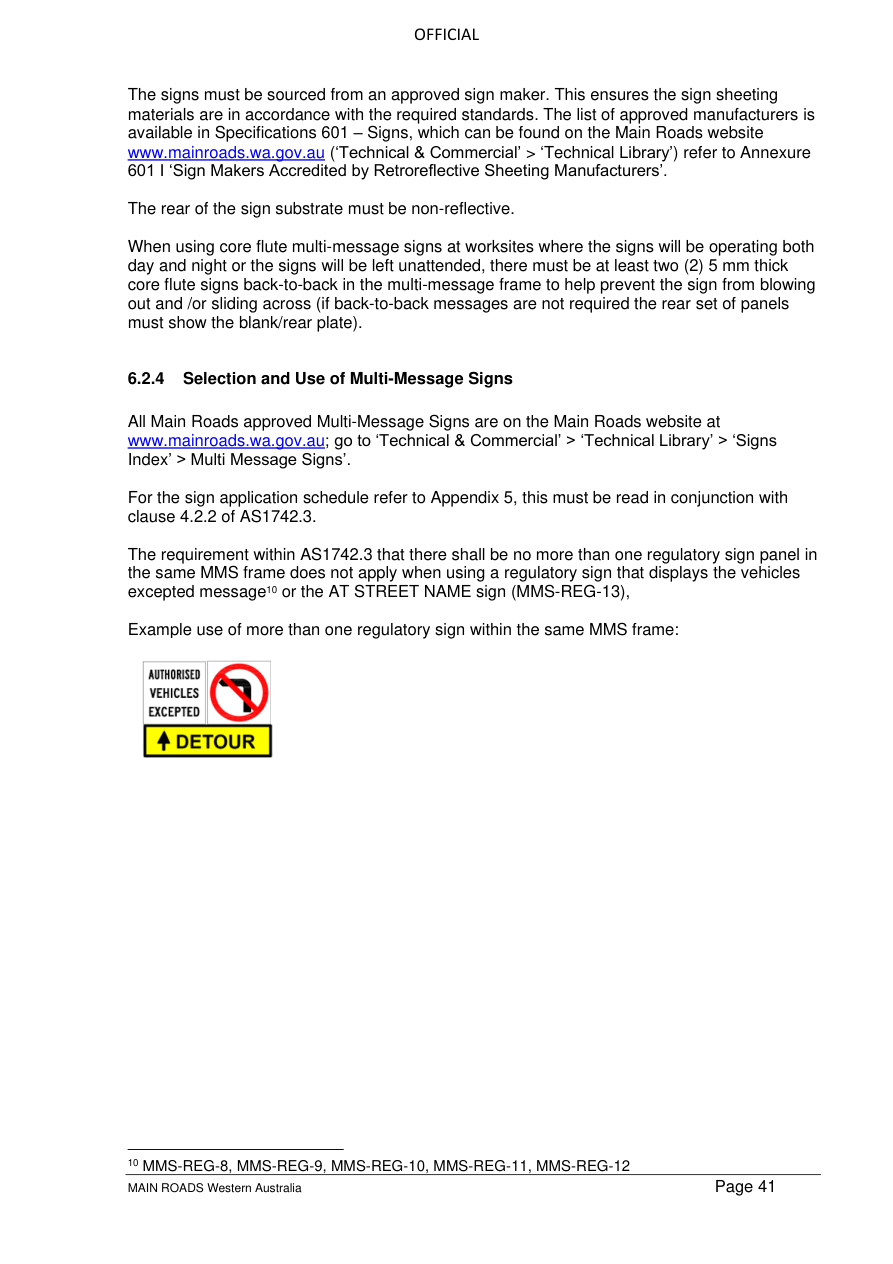 OFFICIAL
The signs must be sourced from an approved sign maker. This ensures the sign sheeting
materials are in accordance with the required standards. The list of approved manufacturers is
available in Specifications 601 – Signs, which can be found on the Main Roads website
www.mainroads.wa.gov.au (‘Technical & Commercial’ > ‘Technical Library’) refer to Annexure
601 I ‘Sign Makers Accredited by Retroreflective Sheeting Manufacturers’.
The rear of the sign substrate must be non-reflective.
When using core flute multi-message signs at worksites where the signs will be operating both
day and night or the signs will be left unattended, there must be at least two (2) 5 mm thick
core flute signs back-to-back in the multi-message frame to help prevent the sign from blowing
out and /or sliding across (if back-to-back messages are not required the rear set of panels
must show the blank/rear plate).
6.2.4 Selection and Use of Multi-Message Signs
All Main Roads approved Multi-Message Signs are on the Main Roads website at
www.mainroads.wa.gov.au; go to ‘Technical & Commercial’ > ‘Technical Library’ > ‘Signs
Index’ > Multi Message Signs’.
For the sign application schedule refer to Appendix 5, this must be read in conjunction with
clause 4.2.2 of AS1742.3.
The requirement within AS1742.3 that there shall be no more than one regulatory sign panel in
the same MMS frame does not apply when using a regulatory sign that displays the vehicles
excepted message10 or the AT STREET NAME sign (MMS-REG-13),
Example use of more than one regulatory sign within the same MMS frame:
AUTHORISED
VEHICLES
EXCEPTED
DETOUR
10 MMS-REG-8, MMS-REG-9, MMS-REG-10, MMS-REG-11, MMS-REG-12
MAIN ROADS Western Australia Page 41